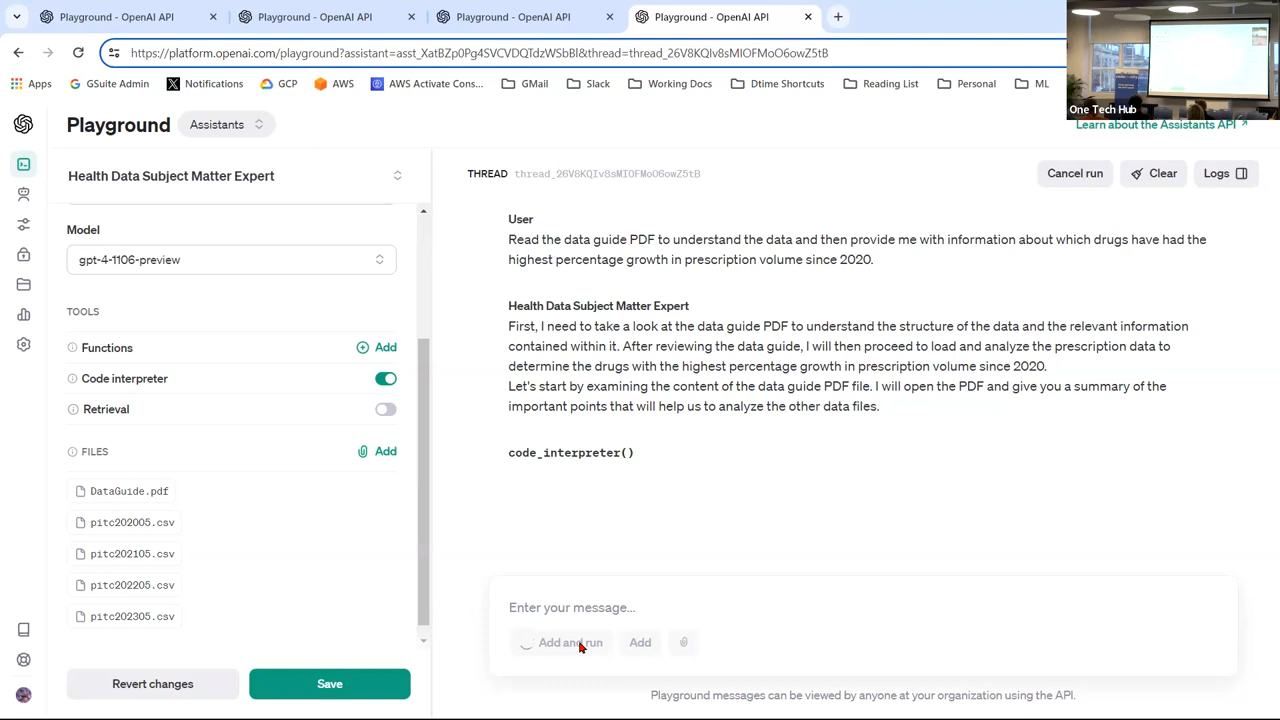 Playground - OpenAI API
Playground - OpenAI API
Playground - OpenAI API
Playground - OpenAI API
https://platform.openai.com/playground?assistant=asst_XaTPZp0Pg4SVCVDQTdzWSbBI&thread=thread_26V8KQIv8sMIOFMoO6owZ5tB
Apps
GSuite Admin
Notifications
GCP
AWS
AWS Activate Cons...
GMail
Slack
Working Docs
Dtime Shortcuts
Reading List
Personal
ML
One Tech Hub
Playground
Assistants
Learn about the Assistants API
Health Data Subject Matter Expert
THREAD thread_26V8KQIv8sMIOFMoO6owZ5tB
Cancel run
Clear
Logs
Model
gpt-4-1106-preview
TOOLS
Functions
Add
Code interpreter
Retrieval
FILES
Add
DataGuide.pdf
pitc202005.csv
pitc202105.csv
pitc202205.csv
pitc202305.csv
Revert changes
Save
User
Read the data guide PDF to understand the data and then provide me with information about which drugs have had the
highest percentage growth in prescription volume since 2020.
Health Data Subject Matter Expert
First, I need to take a look at the data guide PDF to understand the structure of the data and the relevant information
contained within it. After reviewing the data guide, I will then proceed to load and analyze the prescription data to
determine the drugs with the highest percentage growth in prescription volume since 2020.
Let's start by examining the content of the data guide PDF file. I will open the PDF and give you a summary of the
important points that will help us to analyze the other data files.
code_interpreter()
Enter your message...
Add and run
Add
Playground messages can be viewed by anyone at your organization using the API.